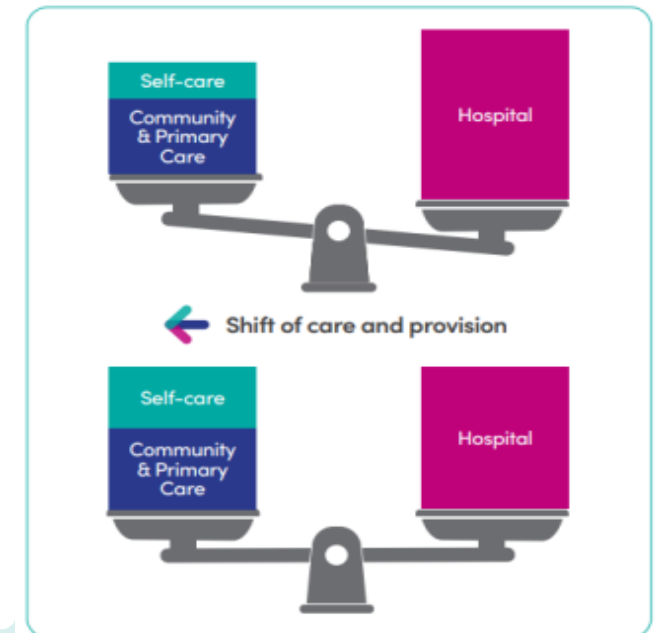 Self-care
Community
& Primary
Care
Hospital
Shift of care and provision
Self-care
Community
& Primary
Care
Hospital